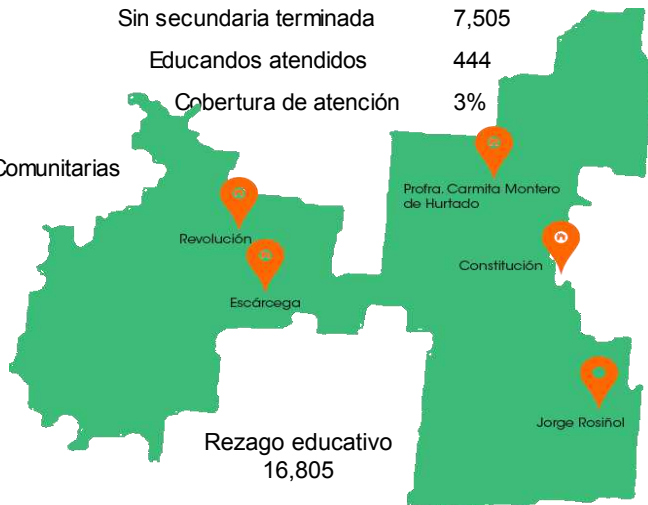 Sin secundaria terminada 7,505
Educandos atendidos 444
Cobertura de atención 3%
Comunitarias
Profra. Carmita Montero
de Hurtado
Revolución
Constitución
Escárcega
Jorge Rosiñol
Rezago educativo
16,805